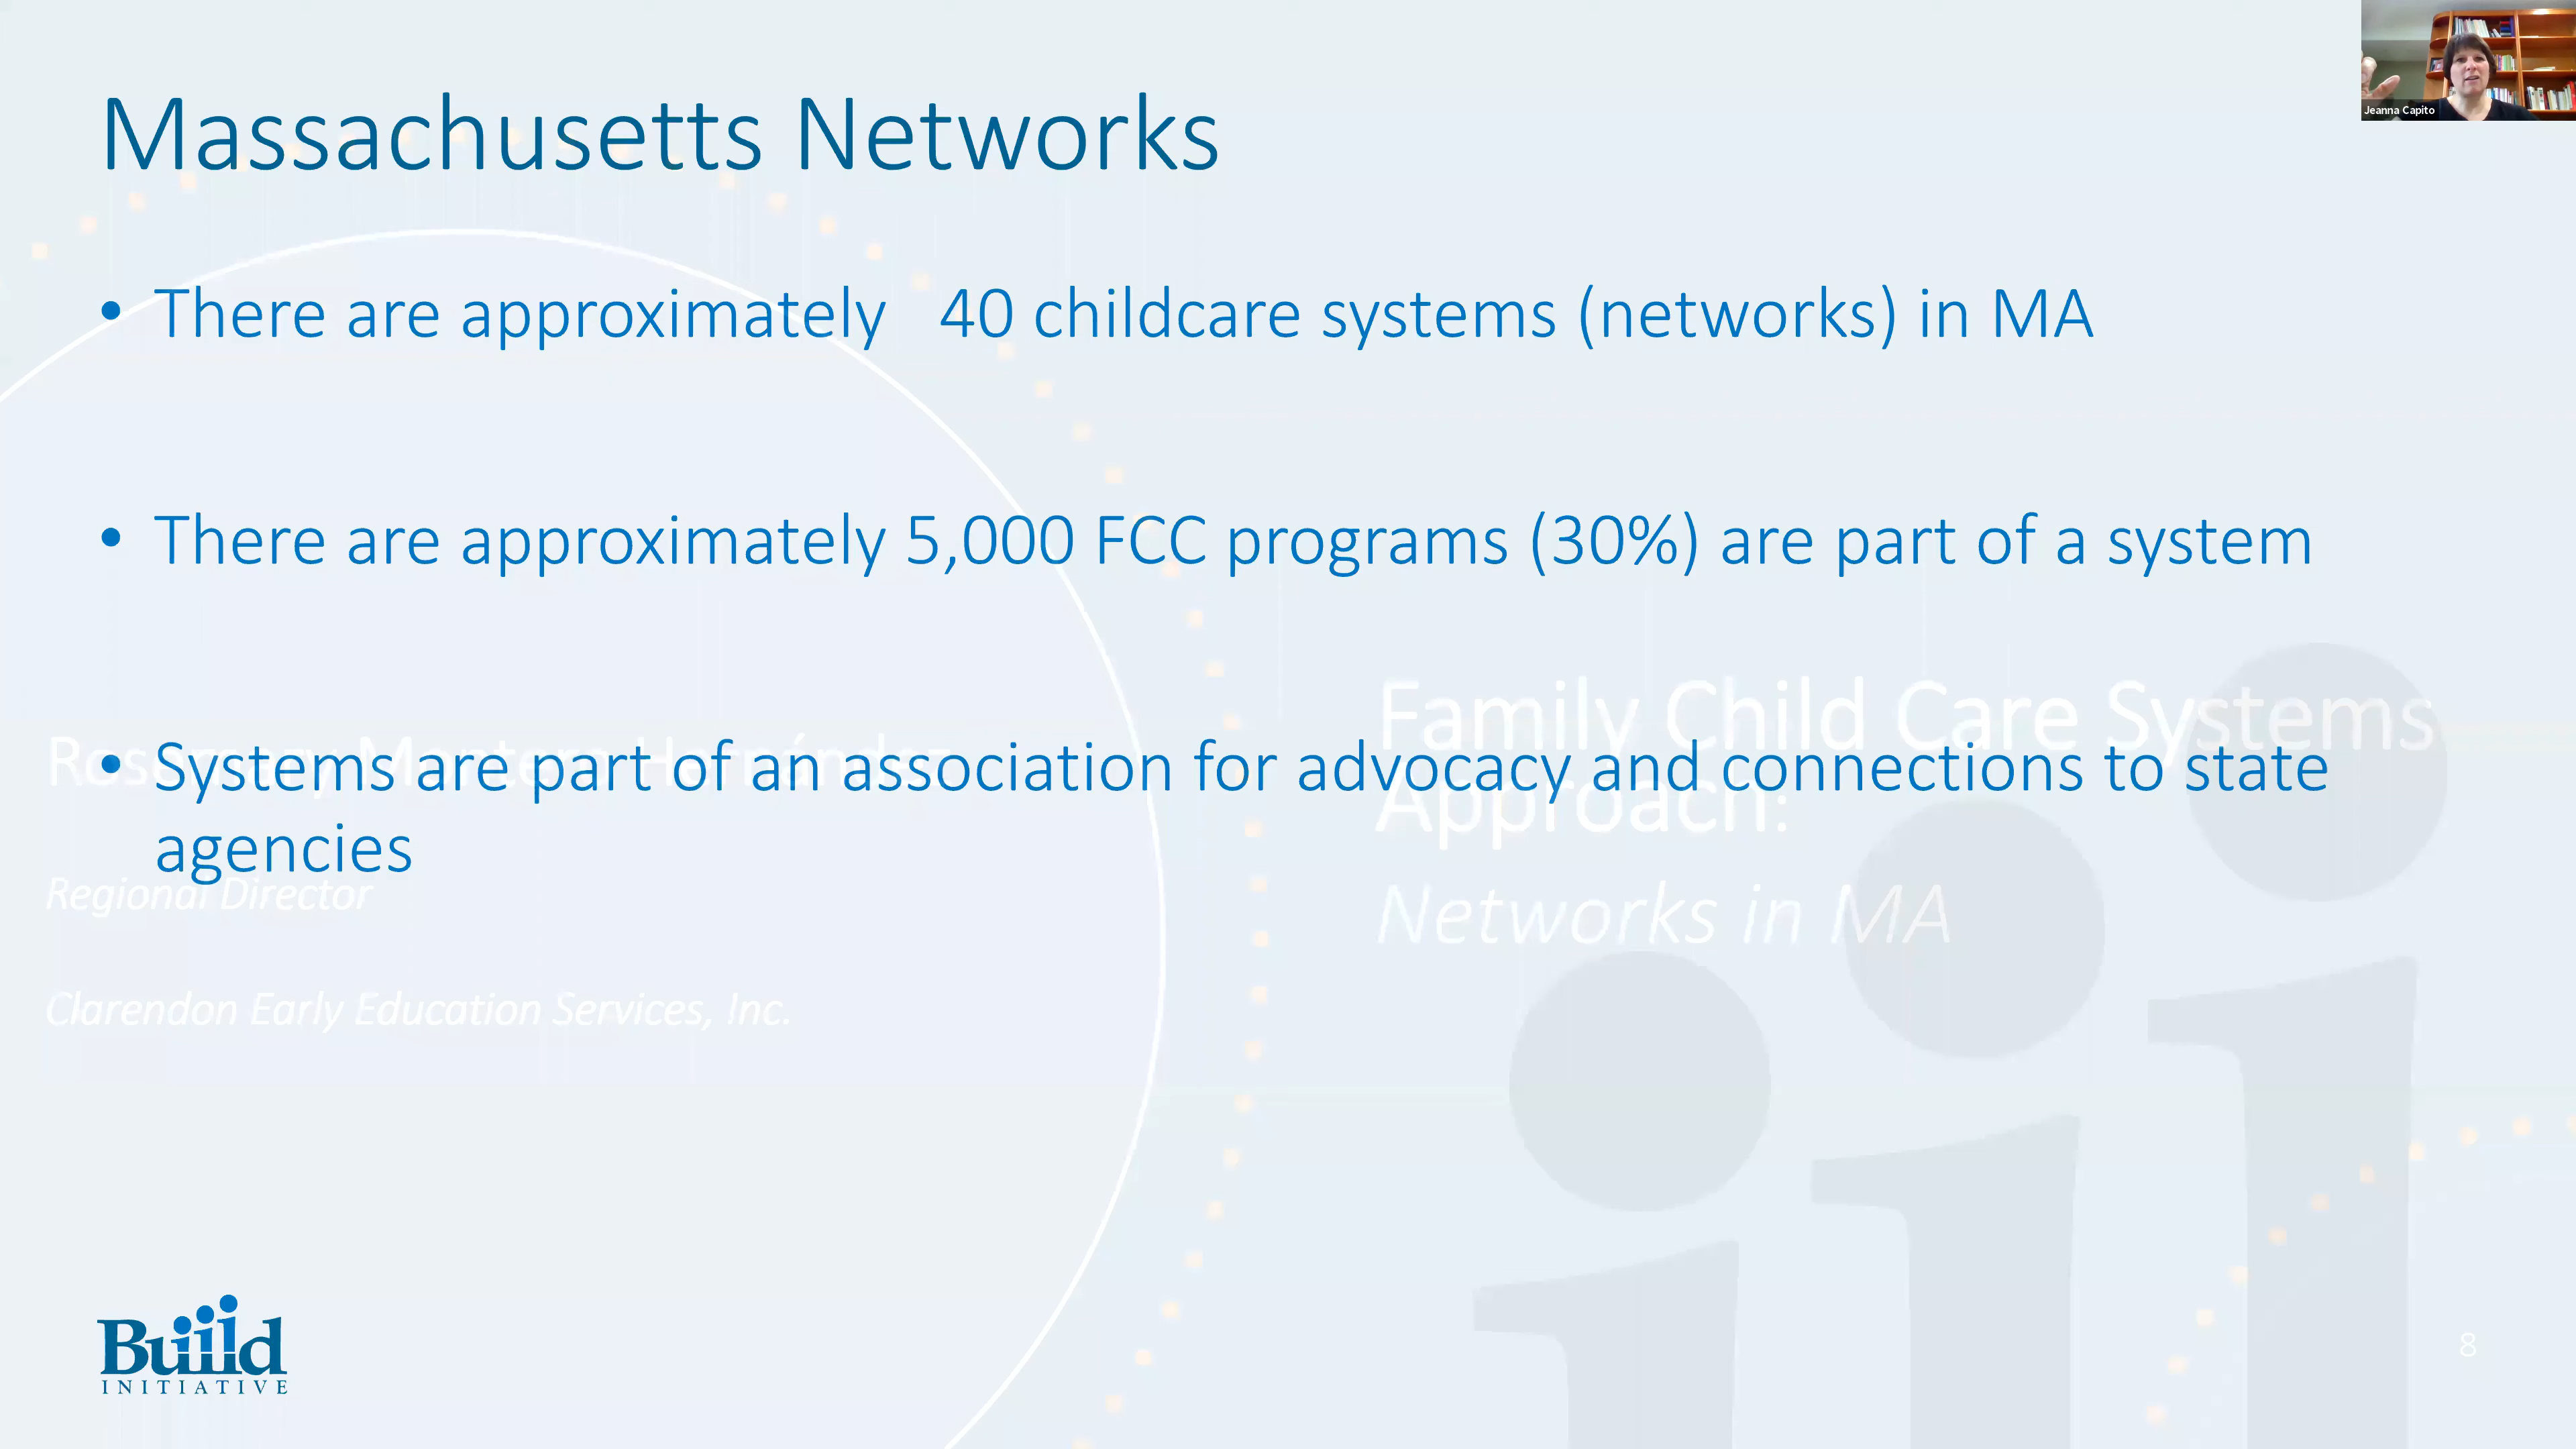 Massachusetts Networks
Jeanna Capito
• There are approximately 40 childcare systems (networks) in MA
• There are approximately 5,000 FCC programs (30%) are part of a system
• Systems are part of an association for advocacy and connections to state
agencies
Family Child Care Systems
Approach:
Networks in MA
Regional Director
Clarendon Early Education Services, Inc.
Build
INITIATIVE
8